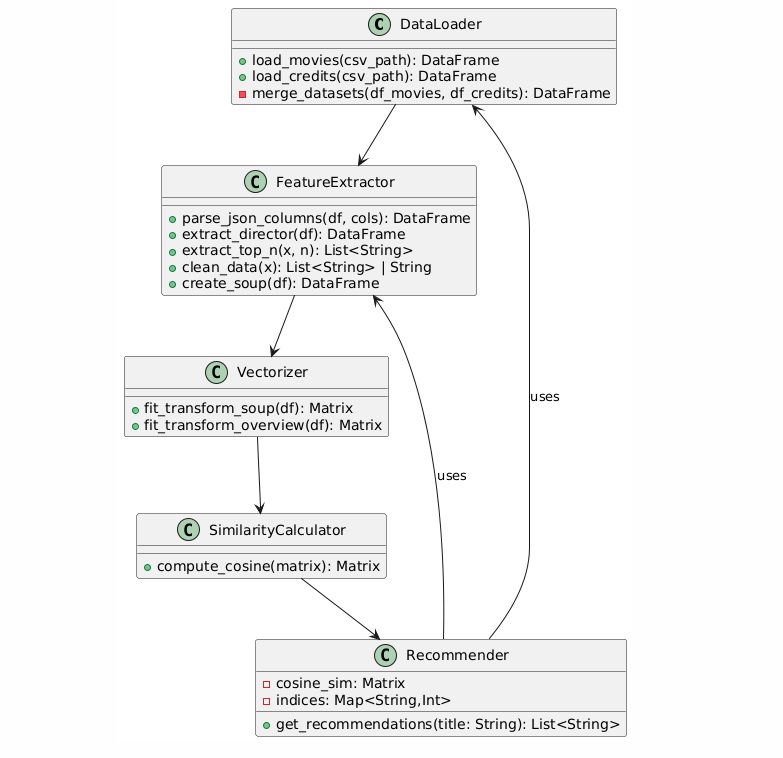 C DataLoader
load_movies(csv_path): DataFrame
load_credits(csv_path): DataFrame
merge_datasets(df_movies, df_credits): DataFrame
C FeatureExtractor
parse_json_columns(df, cols): DataFrame
extract_director(df): DataFrame
extract_top_n(x, n): List<String>
clean_data(x): List<String> | String
create_soup(df): DataFrame
C Vectorizer
fit_transform_soup(df): Matrix
fit_transform_overview(df): Matrix
uses
uses
C SimilarityCalculator
compute_cosine(matrix): Matrix
C Recommender
cosine_sim: Matrix
indices: Map<String,Int>
get_recommendations(title: String): List<String>